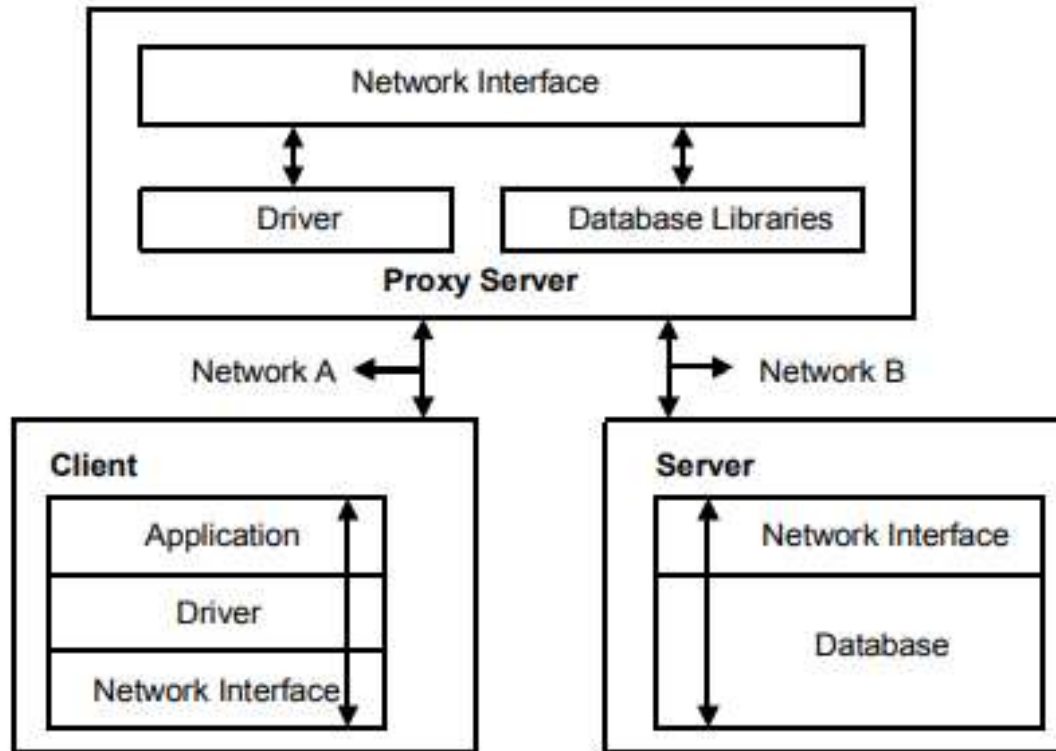 Network Interface
Driver
Database Libraries
Proxy Server
Network A
Network B
Client
Application
Driver
Network Interface
Server
Network Interface
Database